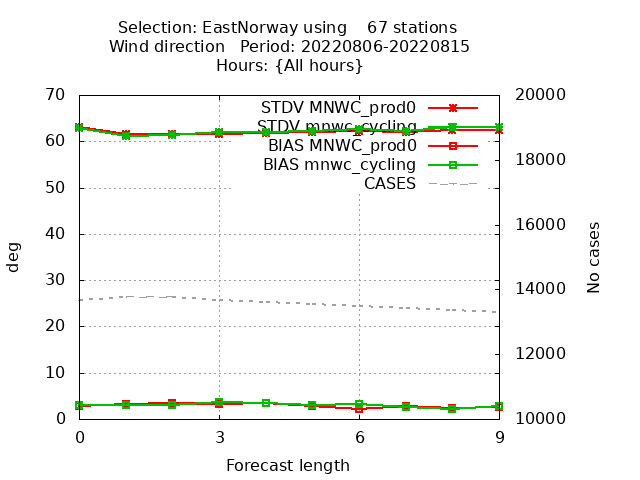 Selection: EastNorway using    67 stations
Wind direction   Period: 20220806-20220815
Hours: {All hours}
70
60
50
40
30
20
10
0
20000
18000
16000
14000
12000
10000
STDV MNWC_prod0
STDV mnwc_cycling
BIAS MNWC_prod0
BIAS mnwc_cycling
CASES
deg
No cases
0
3
6
9
Forecast length